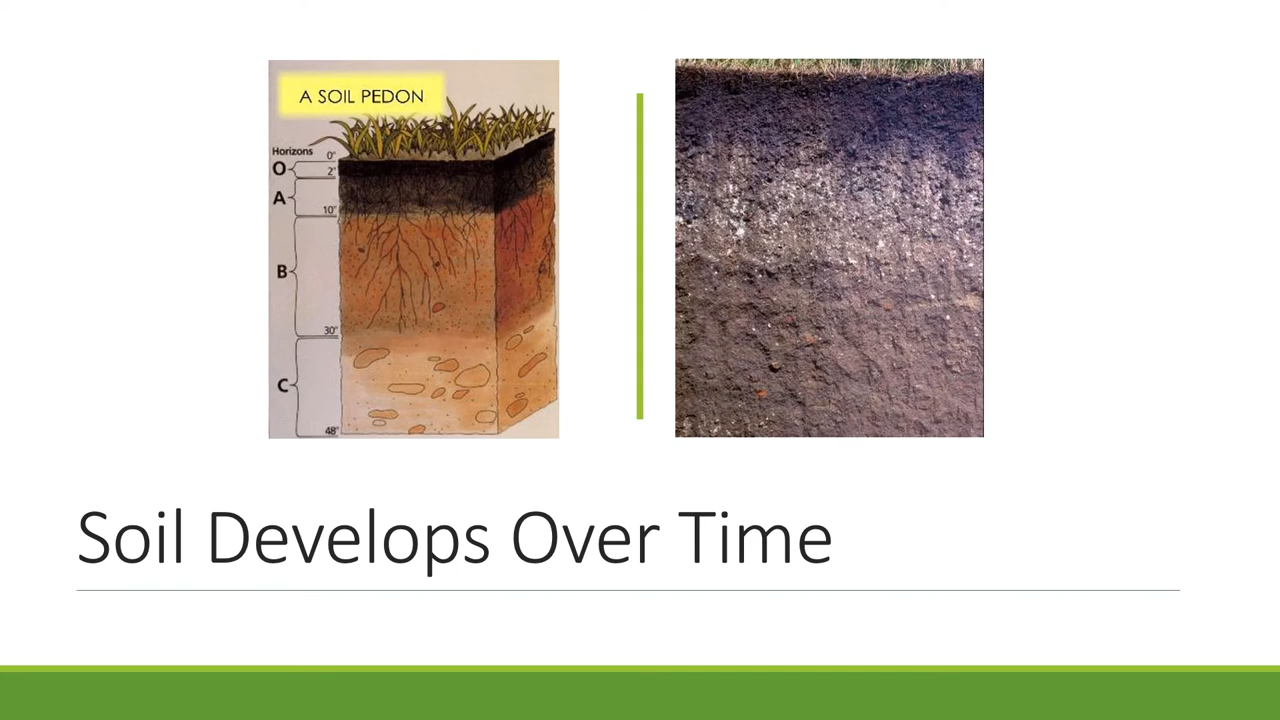 A SOIL PEDON
Horizons
0"
O
2"
A
10"
B
30"
C
48"
Soil Develops Over Time